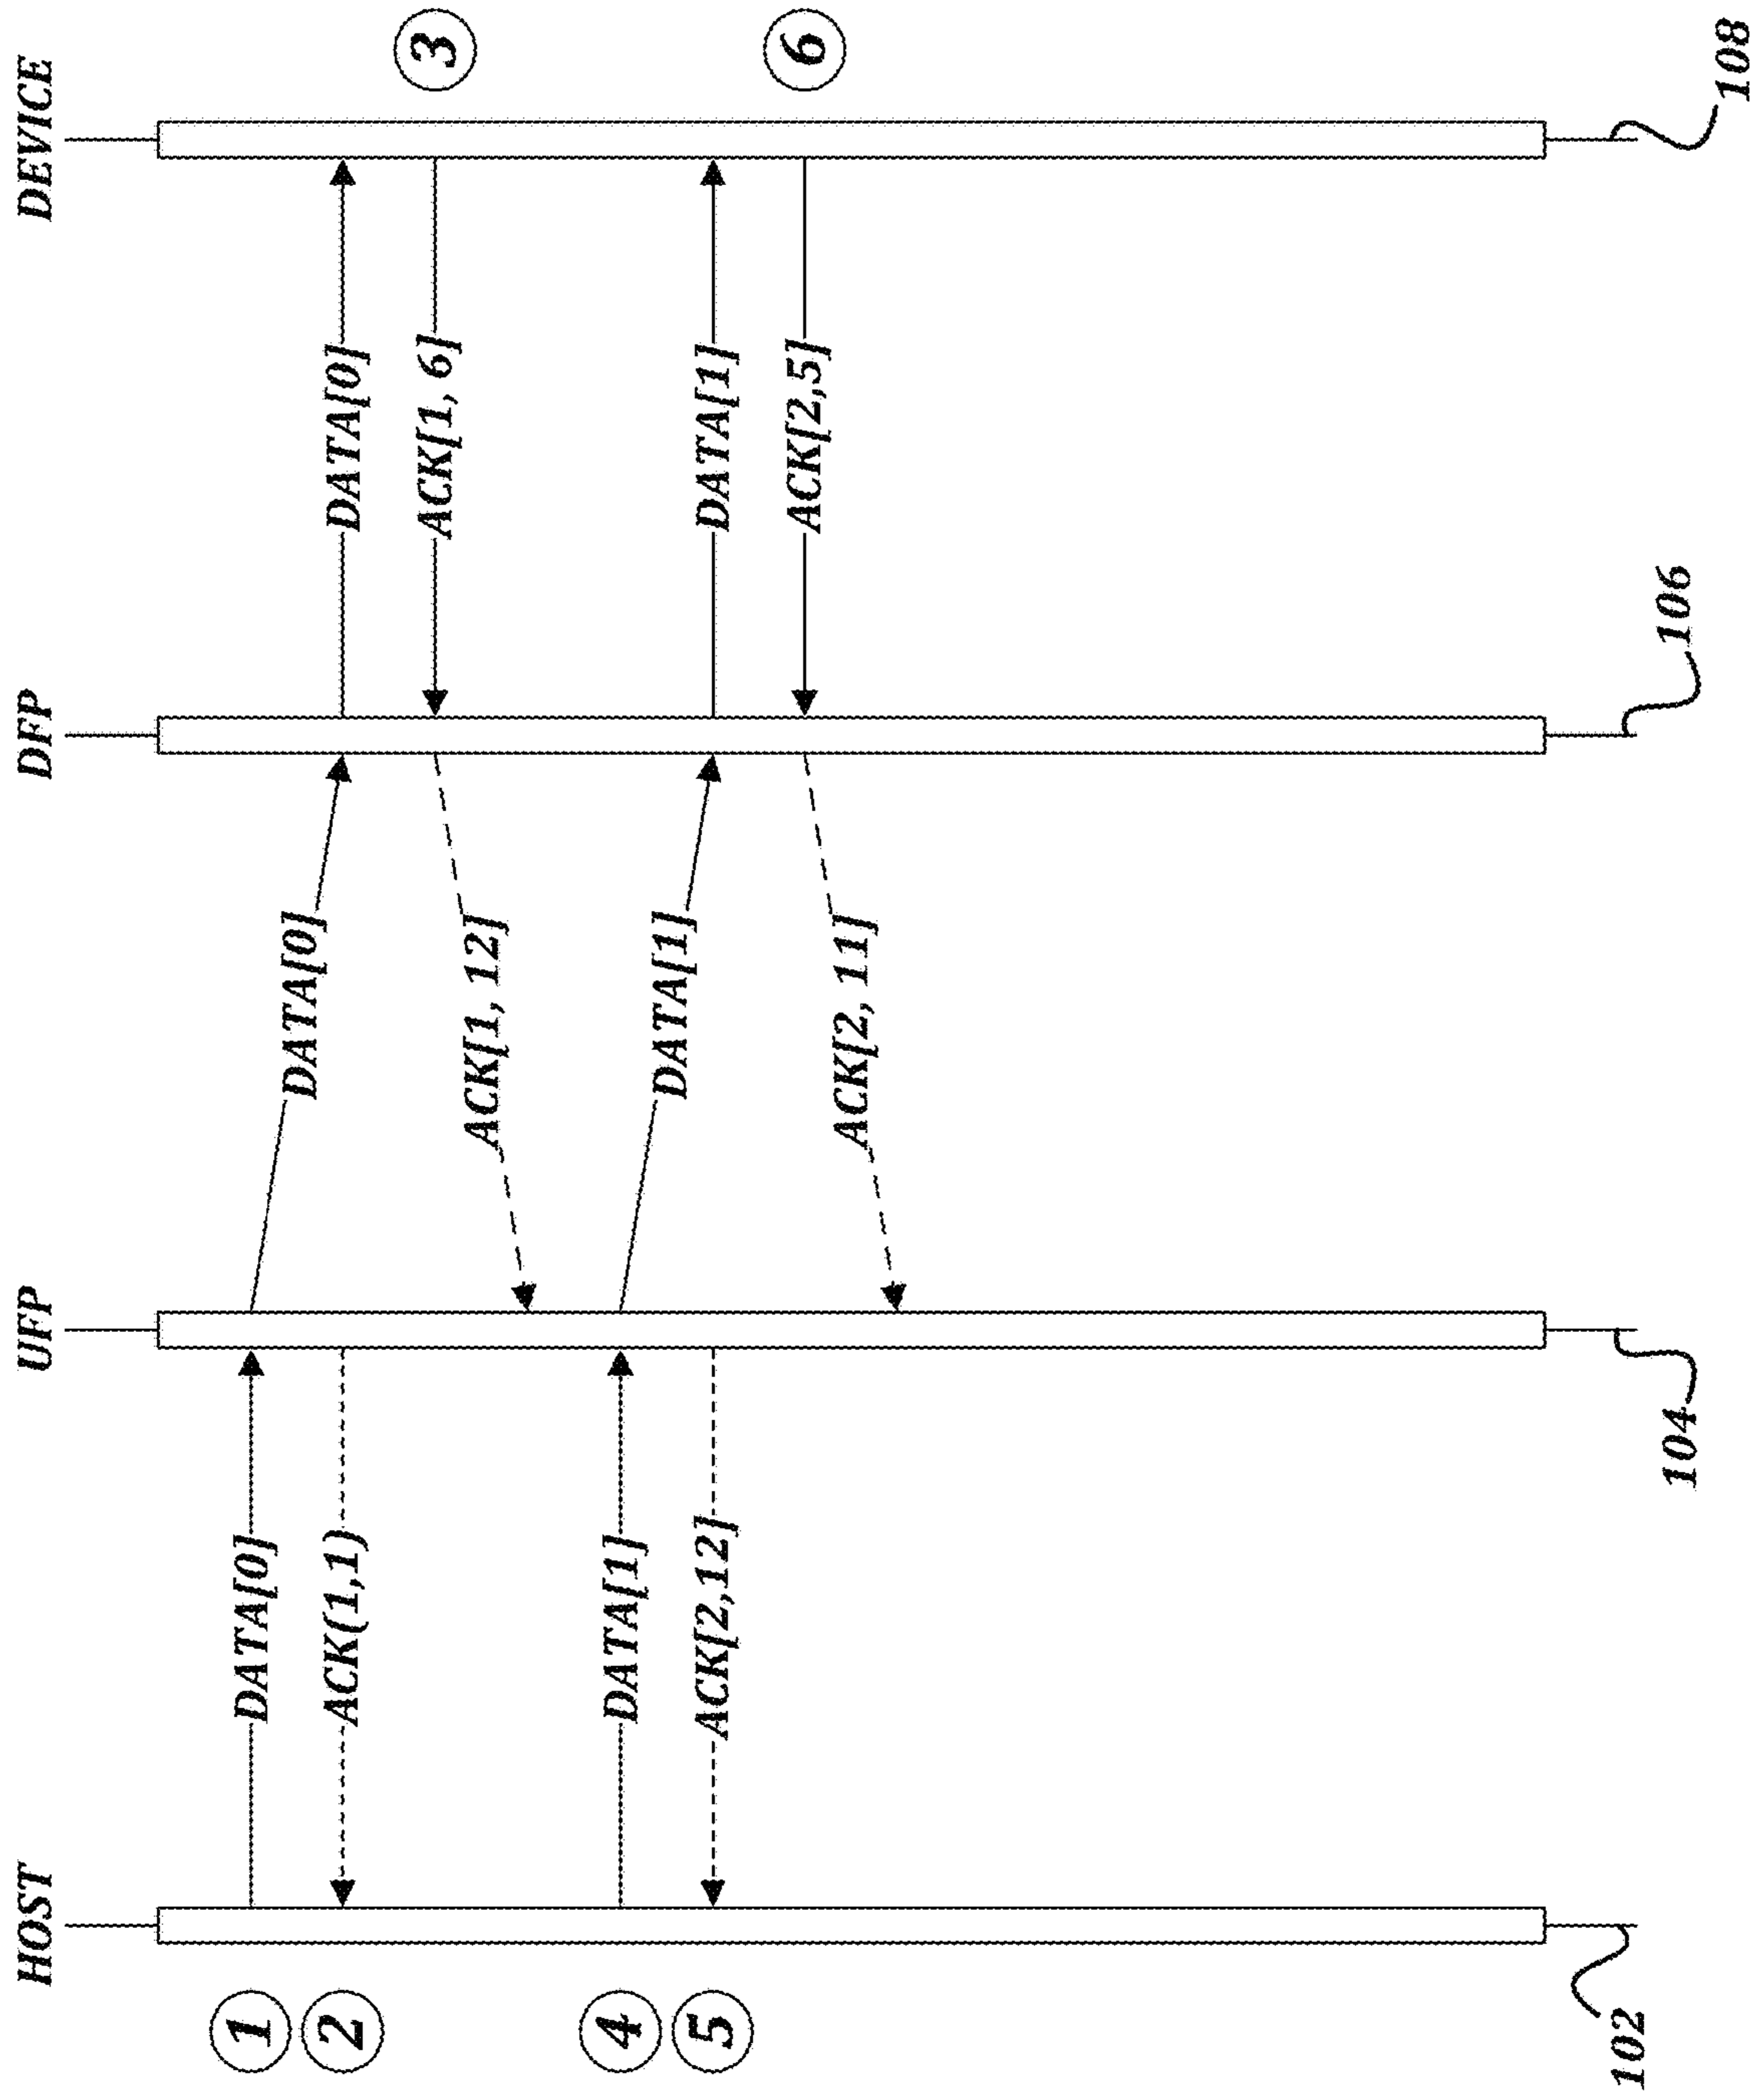 HOST
UFP
DFP
DEVICE
1
DATA[0]
DATA[0]
2
ACK(1,1)
DATA[0]
3
ACK[1, 6]
ACK[1, 12]
4
DATA[1]
DATA[1]
5
ACK[2,12]
DATA[1]
6
ACK[2,5]
ACK[2, 11]
102
104
106
108